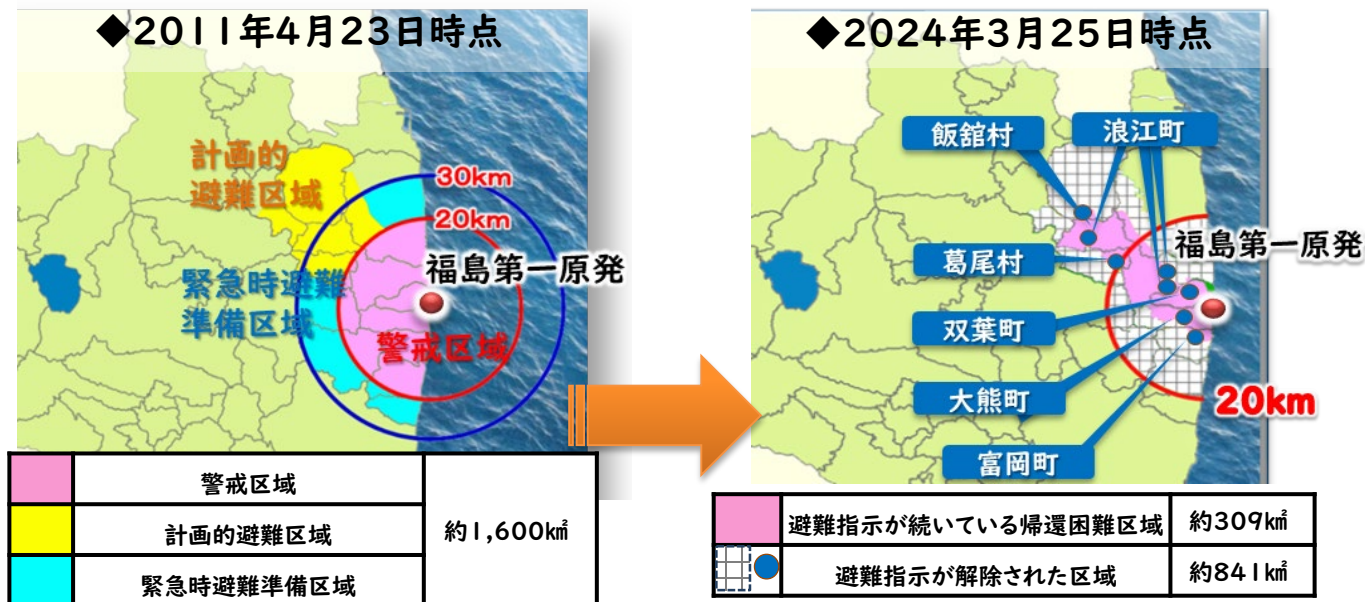 ◆2011年4月23日時点
計画的
避難区域
30km
20km
福島第一原発
緊急時避難
準備区域
警戒区域
警戒区域
計画的避難区域
緊急時避難準備区域
約1,600㎢
◆2024年3月25日時点
飯舘村
浪江町
福島第一原発
葛尾村
双葉町
大熊町
20km
富岡町
避難指示が続いている帰還困難区域 約309㎢
避難指示が解除された区域 約841㎢